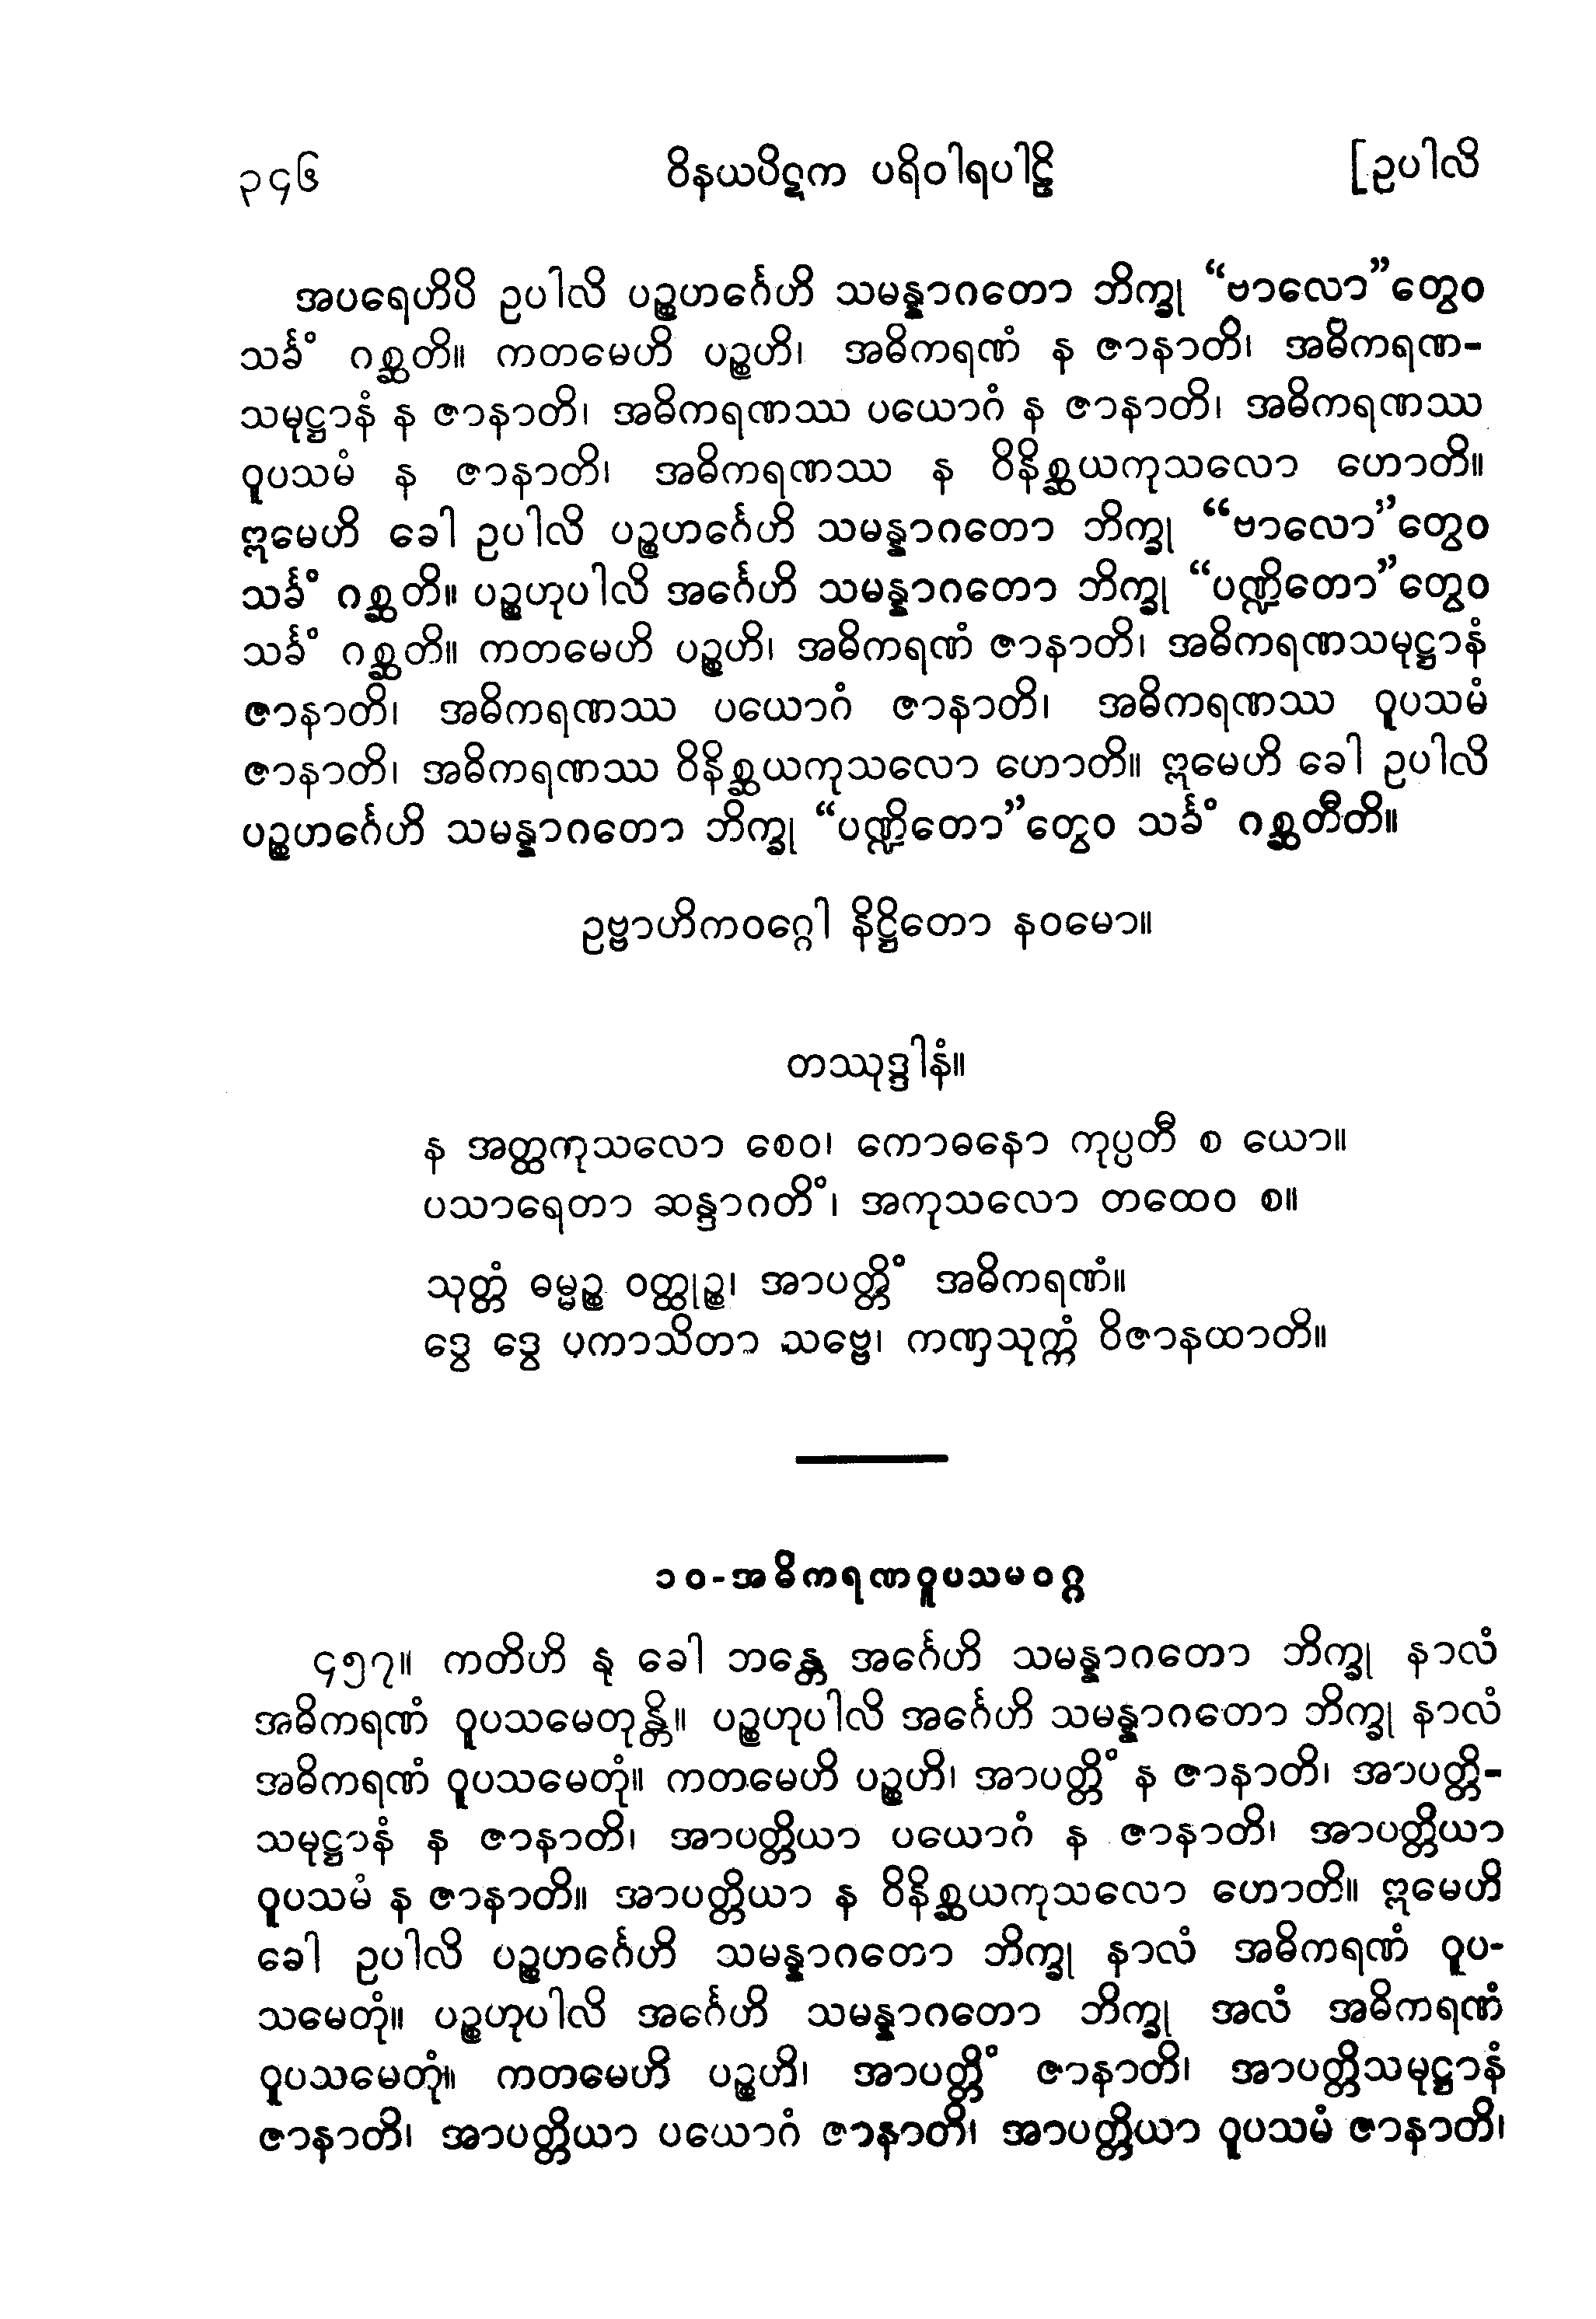 ၃၄၆ ဝိနယပိဋက ပရိဝါရပါဠိ [ဥပါလိ
အပရေဟိပိ ဥပါလိ ပဉ္စဟင်္ဂေဟိ သမန္နာဂတော ဘိက္ခု “ဗာလော”တွေဝ
သင်္ခံ ဂစ္ဆတိ။ ကတမေဟိ ပဉ္စဟိ၊ အဓိကရဏံ န ဇာနာတိ၊ အဓိကရဏ-
သမုဋ္ဌာနံ န ဇာနာတိ၊ အဓိကရဏဿ ပယောဂံ န ဇာနာတိ၊ အဓိကရဏဿ
ဝူပသမံ န ဇာနာတိ၊ အဓိကရဏဿ န ဝိနိစ္ဆယကုသလော ဟောတိ။
ဣမေဟိ ခေါ ဥပါလိ ပဉ္စဟင်္ဂေဟိ သမန္နာဂတော ဘိက္ခု “ဗာလော”တွေဝ
သင်္ခံ ဂစ္ဆတိ။ ပဉ္စဟုပါလိ အင်္ဂေဟိ သမန္နာဂတော ဘိက္ခု “ပဏ္ဍိတော”တွေဝ
သင်္ခံ ဂစ္ဆတိ။ ကတမေဟိ ပဉ္စဟိ၊ အဓိကရဏံ ဇာနာတိ၊ အဓိကရဏသမုဋ္ဌာနံ
ဇာနာတိ၊ အဓိကရဏဿ ပယောဂံ ဇာနာတိ၊ အဓိကရဏဿ ဝူပသမံ
ဇာနာတိ၊ အဓိကရဏဿ ဝိနိစ္ဆယကုသလော ဟောတိ။ ဣမေဟိ ခေါ ဥပါလိ
ပဉ္စဟင်္ဂေဟိ သမန္နာဂတော ဘိက္ခု “ပဏ္ဍိတော”တွေဝ သင်္ခံ ဂစ္ဆတီတိ။
ဥဗ္ဗာဟိကဝဂ္ဂေါ နိဋ္ဌိတော နဝမော။
တဿုဒ္ဒါနံ။
န အတ္ထကုသလော စေဝ၊ ကောဓနော ကုပ္ပတီ စ ယော။
ပသာရေတာ ဆန္ဒာဂတိံ၊ အကုသလော တထေဝ စ။
သုတ္တံ ဓမ္မဉ္စ ဝတ္ထုဉ္စ၊ အာပတ္တိံ အဓိကရဏံ။
ဒွေ ဒွေ ပကာသိတာ သဗ္ဗေ၊ ကဏှသုက္ကံ ဝိဇာနထာတိ။
၁၀-အဓိကရဏဝူပသမဝဂ္ဂ
၄၅၇။ ကတိဟိ နု ခေါ ဘန္တေ အင်္ဂေဟိ သမန္နာဂတော ဘိက္ခု နာလံ
အဓိကရဏံ ဝူပသမေတုန္တိ။ ပဉ္စဟုပါလိ အင်္ဂေဟိ သမန္နာဂတော ဘိက္ခု နာလံ
အဓိကရဏံ ဝူပသမေတုံ။ ကတမေဟိ ပဉ္စဟိ၊ အာပတ္တိံ န ဇာနာတိ၊ အာပတ္တိ-
သမုဋ္ဌာနံ န ဇာနာတိ၊ အာပတ္တိယာ ပယောဂံ န ဇာနာတိ၊ အာပတ္တိယာ
ဝူပသမံ န ဇာနာတိ။ အာပတ္တိယာ န ဝိနိစ္ဆယကုသလော ဟောတိ။ ဣမေဟိ
ခေါ ဥပါလိ ပဉ္စဟင်္ဂေဟိ သမန္နာဂတော ဘိက္ခု နာလံ အဓိကရဏံ ဝူပ-
သမေတုံ။ ပဉ္စဟုပါလိ အင်္ဂေဟိ သမန္နာဂတော ဘိက္ခု အလံ အဓိကရဏံ
ဝူပသမေတုံ။ ကတမေဟိ ပဉ္စဟိ၊ အာပတ္တိံ ဇာနာတိ၊ အာပတ္တိသမုဋ္ဌာနံ
ဇာနာတိ၊ အာပတ္တိယာ ပယောဂံ ဇာနာတိ၊ အာပတ္တိယာ ဝူပသမံ ဇာနာတိ၊